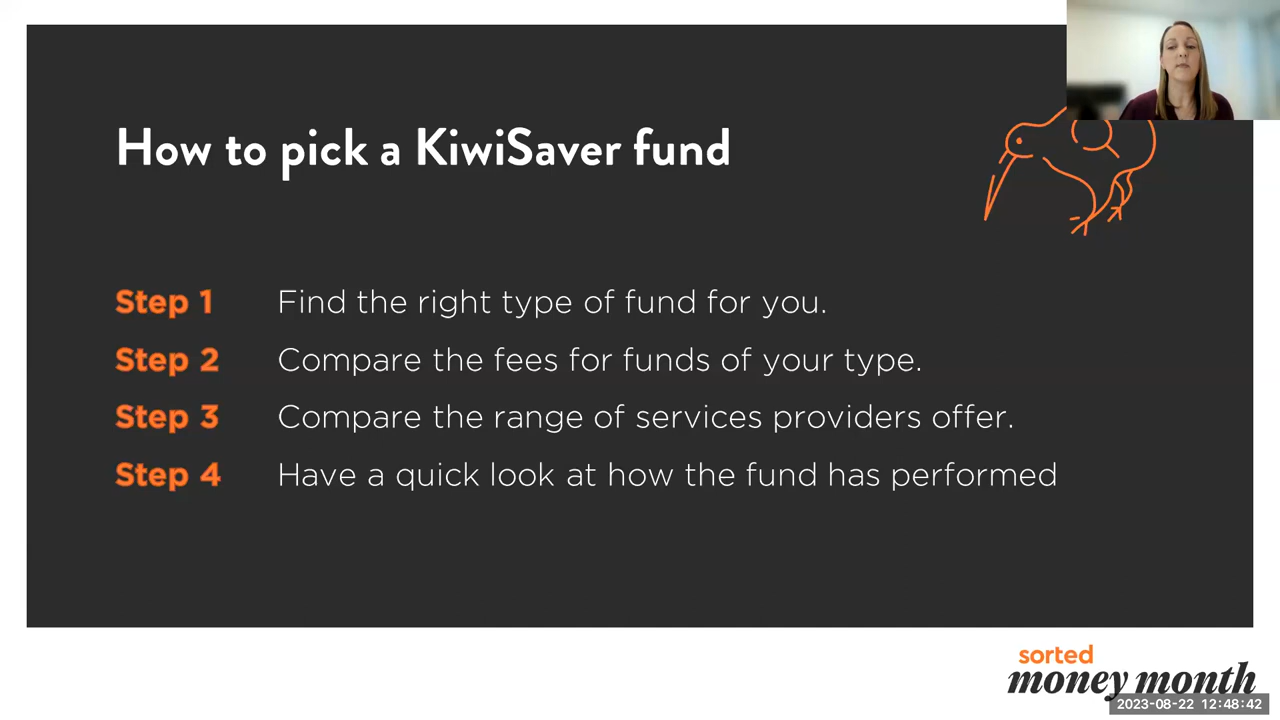 How to pick a KiwiSaver fund
Step 1 Find the right type of fund for you.
Step 2 Compare the fees for funds of your type.
Step 3 Compare the range of services providers offer.
Step 4 Have a quick look at how the fund has performed
sorted
money month
2023-08-22 12:48:42